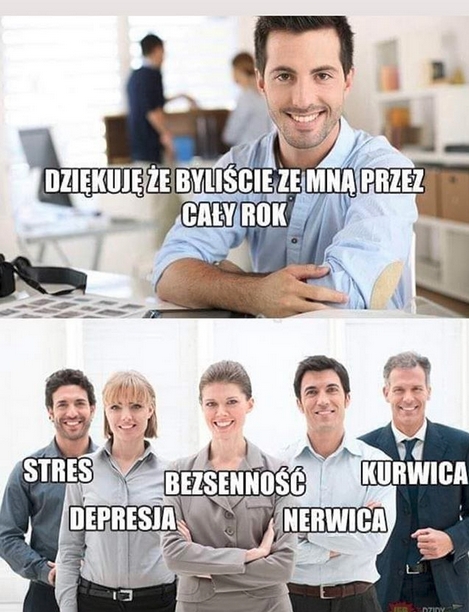 DZIĘKUJĘ ŻE BYLIŚCIE ZE MNĄ PRZEZ
CAŁY ROK
STRES
DEPRESJA
BEZSENNOŚĆ
NERWICA
KURWICA